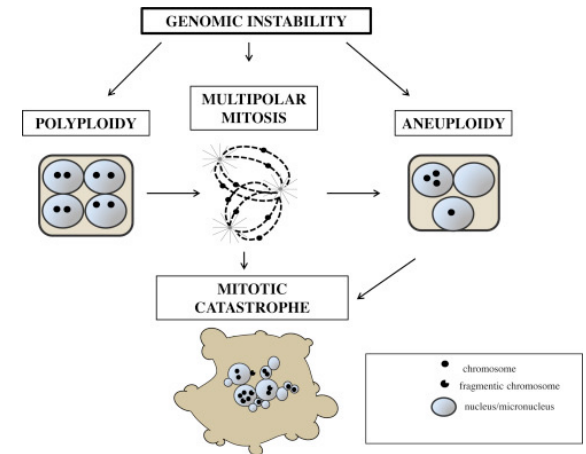 GENOMIC INSTABILITY
MULTIPOLAR
MITOSIS
POLYPLOIDY
ANEUPLOIDY
MITOTIC
CATASTROPHE
chromosome
fragmentic chromosome
nucleus/micronucleus